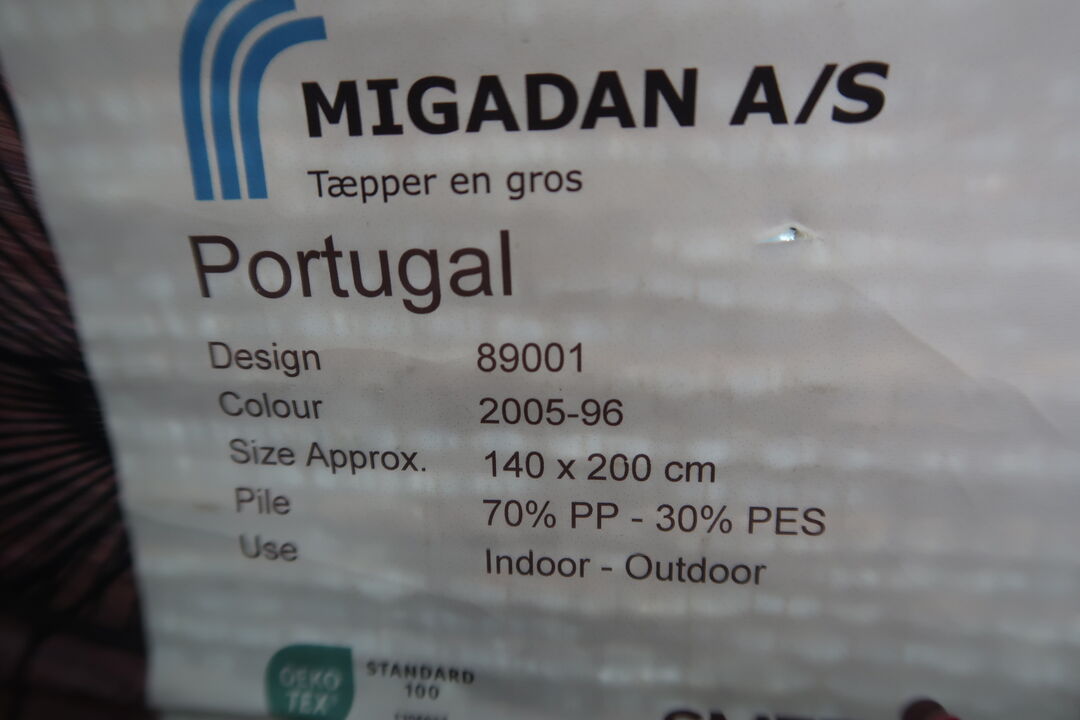 MIGADAN A/S
Tæpper en gros
Portugal
Design 89001
Colour 2005-96
Size Approx. 140 x 200 cm
Pile 70% PP - 30% PES
Use Indoor - Outdoor
OEKO
TEX
STANDARD
100